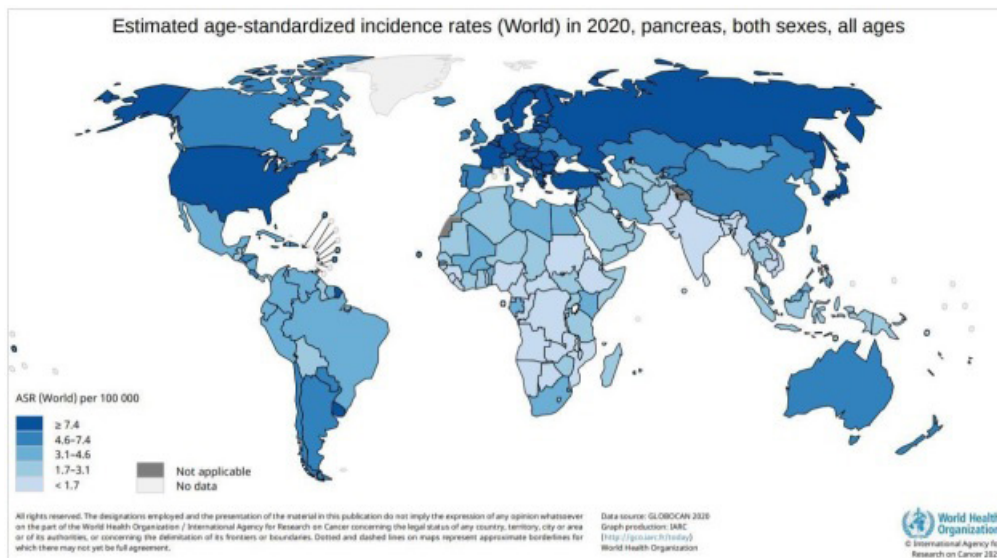 Estimated age-standardized incidence rates (World) in 2020, pancreas, both sexes, all ages
ASR (World) per 100 000
≥ 7.4
4.6–7.4
3.1–4.6
1.7–3.1
< 1.7
Not applicable
No data
All rights reserved. The designations employed and the presentation of the material in this publication do not imply the expression of any opinion whatsoever
on the part of the World Health Organization / International Agency for Research on Cancer concerning the legal status of any country, territory, city or area
or of its authorities, or concerning the delimitation of its frontiers or boundaries. Dotted and dashed lines on maps represent approximate borderlines for
which there may not yet be full agreement.
Data source: GLOBOCAN 2020
Graph production: IARC
(http://gco.iarc.fr/today)
World Health Organization
World Health
Organization
© International Agency for
Research on Cancer